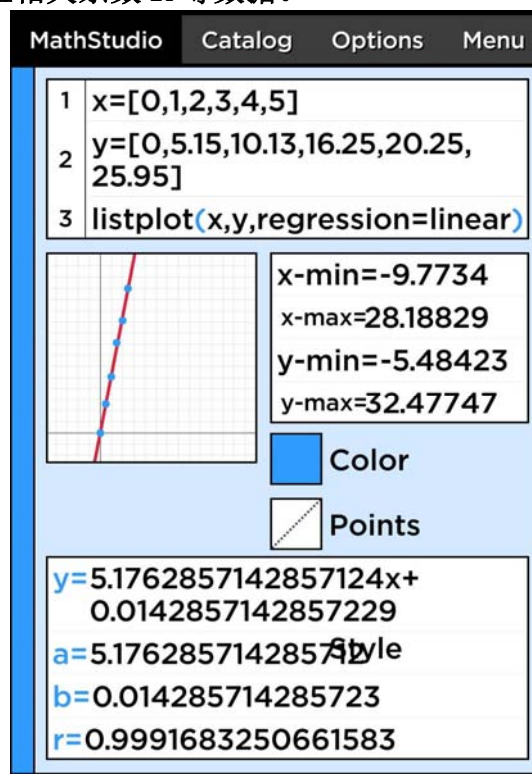 MathStudio Catalog Options Menu
1 x=[0,1,2,3,4,5]
2 y=[0,5.15,10.13,16.25,20.25,
25.95]
3 listplot(x,y,regression=linear)
x-min=-9.7734
x-max=28.18829
y-min=-5.48423
y-max=32.47747
Color
Points
y=5.1762857142857124x+
0.0142857142857229
Style
b=0.014285714285723
r=0.9991683250661583